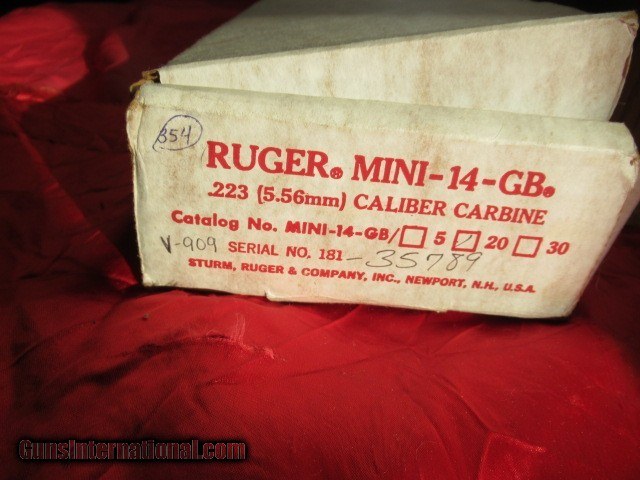 354
RUGER® MINI-14-GB®
.223 (5.56mm) CALIBER CARBINE
Catalog No. MINI-14-GB/ 5 20 30
V-909 SERIAL NO. 181-35789
STURM, RUGER & COMPANY, INC., NEWPORT, N.H., U.S.A.
GunsInternational.com